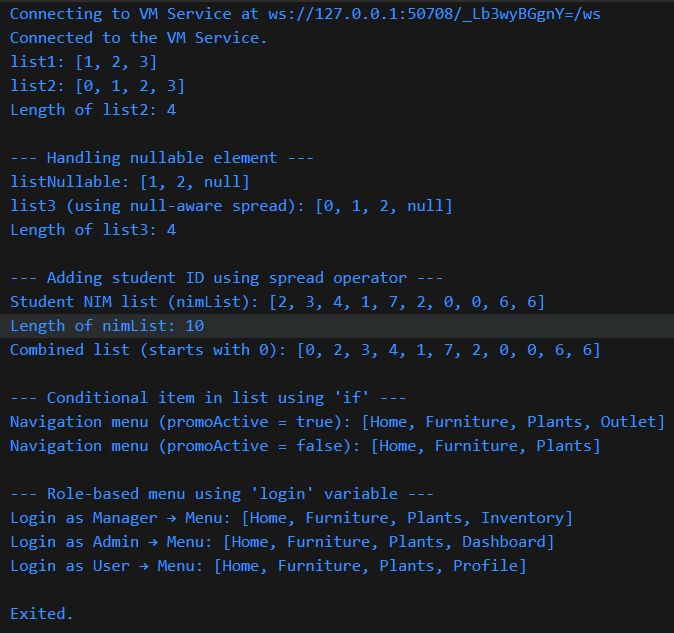 Connecting to VM Service at ws://127.0.0.1:50708/_Lb3wyBGgnY=/ws
Connected to the VM Service.
list1: [1, 2, 3]
list2: [0, 1, 2, 3]
Length of list2: 4
--- Handling nullable element ---
listNullable: [1, 2, null]
list3 (using null-aware spread): [0, 1, 2, null]
Length of list3: 4
--- Adding student ID using spread operator ---
Student NIM list (nimList): [2, 3, 4, 1, 7, 2, 0, 0, 6, 6]
Length of nimList: 10
Combined list (starts with 0): [0, 2, 3, 4, 1, 7, 2, 0, 0, 6, 6]
--- Conditional item in list using 'if' ---
Navigation menu (promoActive = true): [Home, Furniture, Plants, Outlet]
Navigation menu (promoActive = false): [Home, Furniture, Plants]
--- Role-based menu using 'login' variable ---
Login as Manager → Menu: [Home, Furniture, Plants, Inventory]
Login as Admin → Menu: [Home, Furniture, Plants, Dashboard]
Login as User → Menu: [Home, Furniture, Plants, Profile]
Exited.